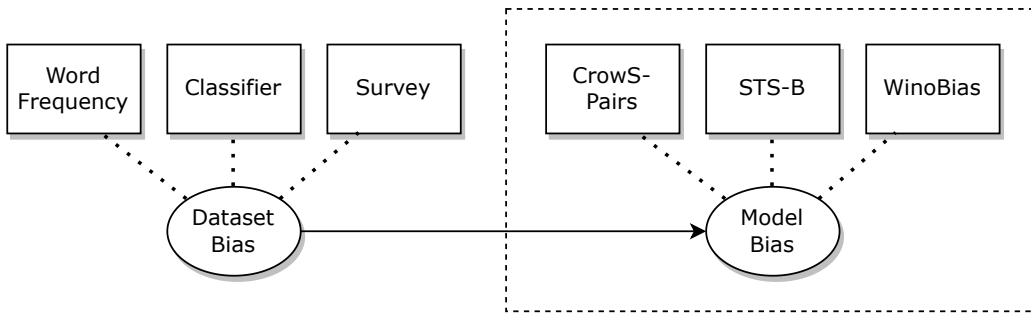 Word
Frequency
Classifier
Survey
CrowS-
Pairs
STS-B
WinoBias
Dataset
Bias
Model
Bias